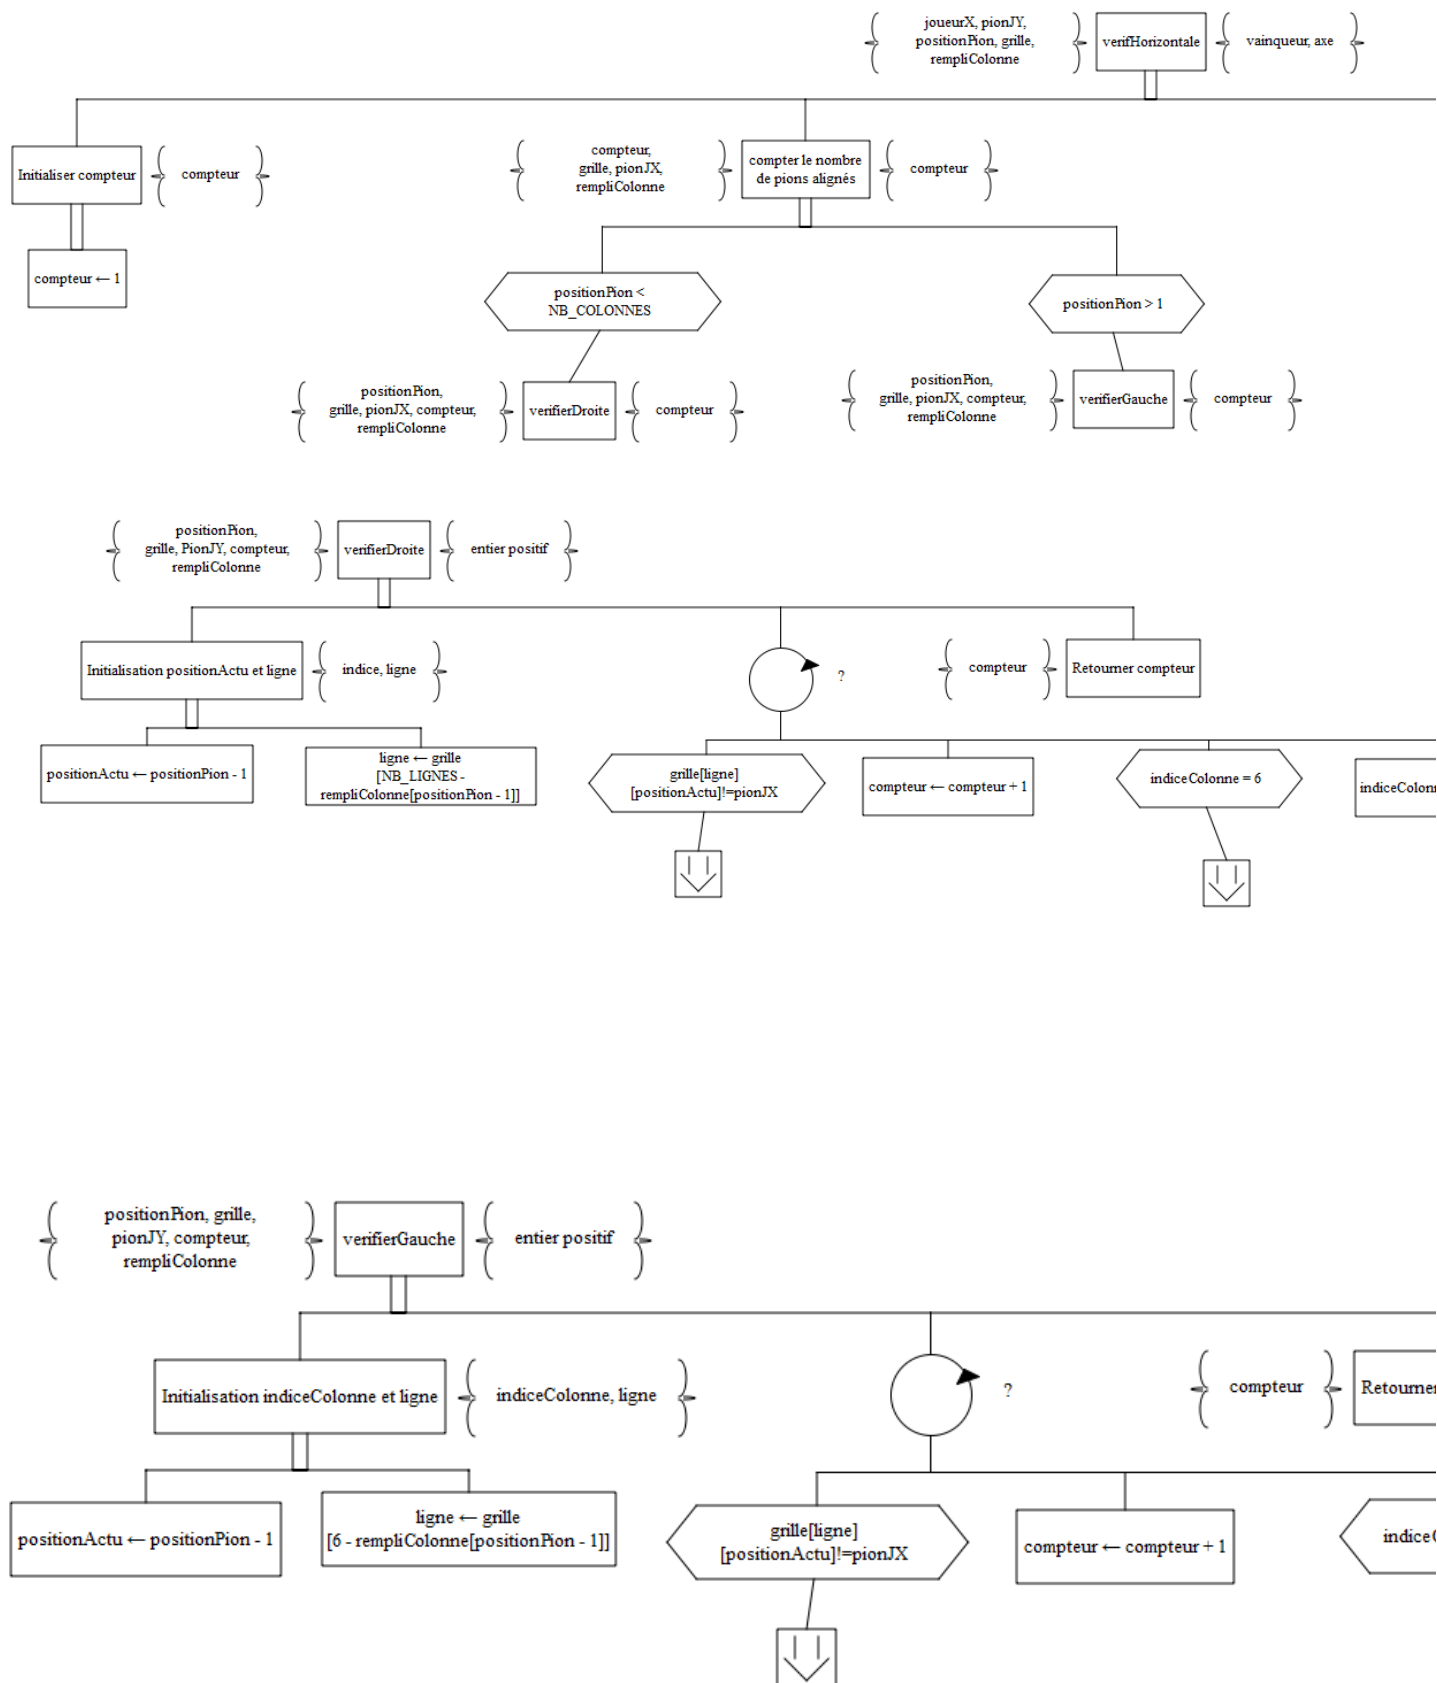 joueurX, pionJY,
positionPion, grille,
rempliColonne
verifHorizontale
vainqueur, axe
Initialiser compteur
compteur
compteur,
grille, pionJX,
rempliColonne
compter le nombre
de pions alignés
compteur
compteur ← 1
positionPion <
NB_COLONNES
positionPion > 1
positionPion,
grille, pionJX, compteur,
rempliColonne
verifierDroite
compteur
positionPion,
grille, pionJX, compteur,
rempliColonne
verifierGauche
compteur
positionPion,
grille, PionJY, compteur,
rempliColonne
verifierDroite
entier positif
Initialisation positionActu et ligne
indice, ligne
?
compteur
Retourner compteur
positionActu ← positionPion - 1
ligne ← grille
[NB_LIGNES -
rempliColonne[positionPion - 1]]
grille[ligne]
[positionActu]!=pionJX
compteur ← compteur + 1
indiceColonne = 6
indiceColonn
positionPion, grille,
pionJY, compteur,
rempliColonne
verifierGauche
entier positif
Initialisation indiceColonne et ligne
indiceColonne, ligne
?
compteur
Retourner
positionActu ← positionPion - 1
ligne ← grille
[6 - rempliColonne[positionPion - 1]]
grille[ligne]
[positionActu]!=pionJX
compteur ← compteur + 1
indiceC